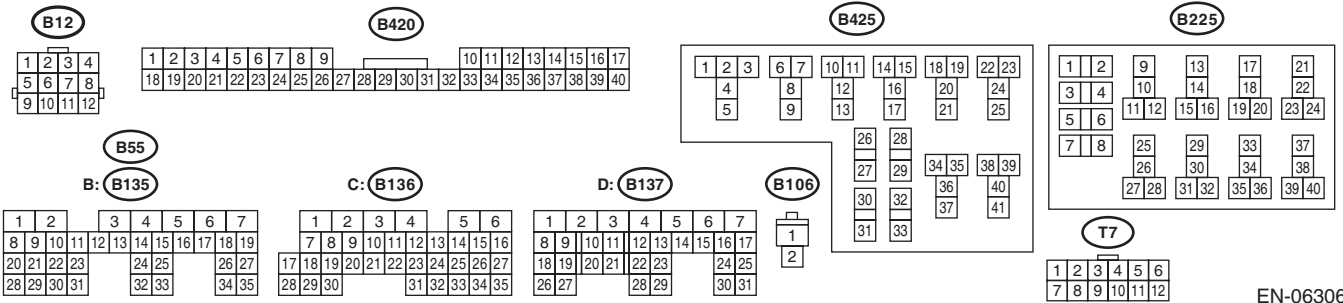 B12
1 2 3 4
5 6 7 8
9 10 11 12
B420
1 2 3 4 5 6 7 8 9 10 11 12 13 14 15 16 17
18 19 20 21 22 23 24 25 26 27 28 29 30 31 32 33 34 35 36 37 38 39 40
B425
1 2 3 6 7 10 11 14 15 18 19 22 23
4 8 12 16 20 24
5 9 13 17 21 25
26 28
27 29
34 35 38 39
36 40
30 32
37 41
31 33
B225
1 2 9 13 17 21
3 4 10 14 18 22
11 12 15 16 19 20 23 24
5 6
7 8 25 29 33 37
26 30 34 38
27 28 31 32 35 36 39 40
B55
B: B135
1 2 3 4 5 6 7
8 9 10 11 12 13 14 15 16 17 18 19
20 21 22 23 24 25 26 27
28 29 30 31 32 33 34 35
C: B136
1 2 3 4 5 6
7 8 9 10 11 12 13 14 15 16
17 18 19 20 21 22 23 24 25 26 27
28 29 30 31 32 33 34 35
D: B137
1 2 3 4 5 6 7
8 9 10 11 12 13 14 15 16 17
18 19 20 21 22 23 24 25
26 27 28 29 30 31
B106
1
2
T7
1 2 3 4 5 6
7 8 9 10 11 12
EN-06306